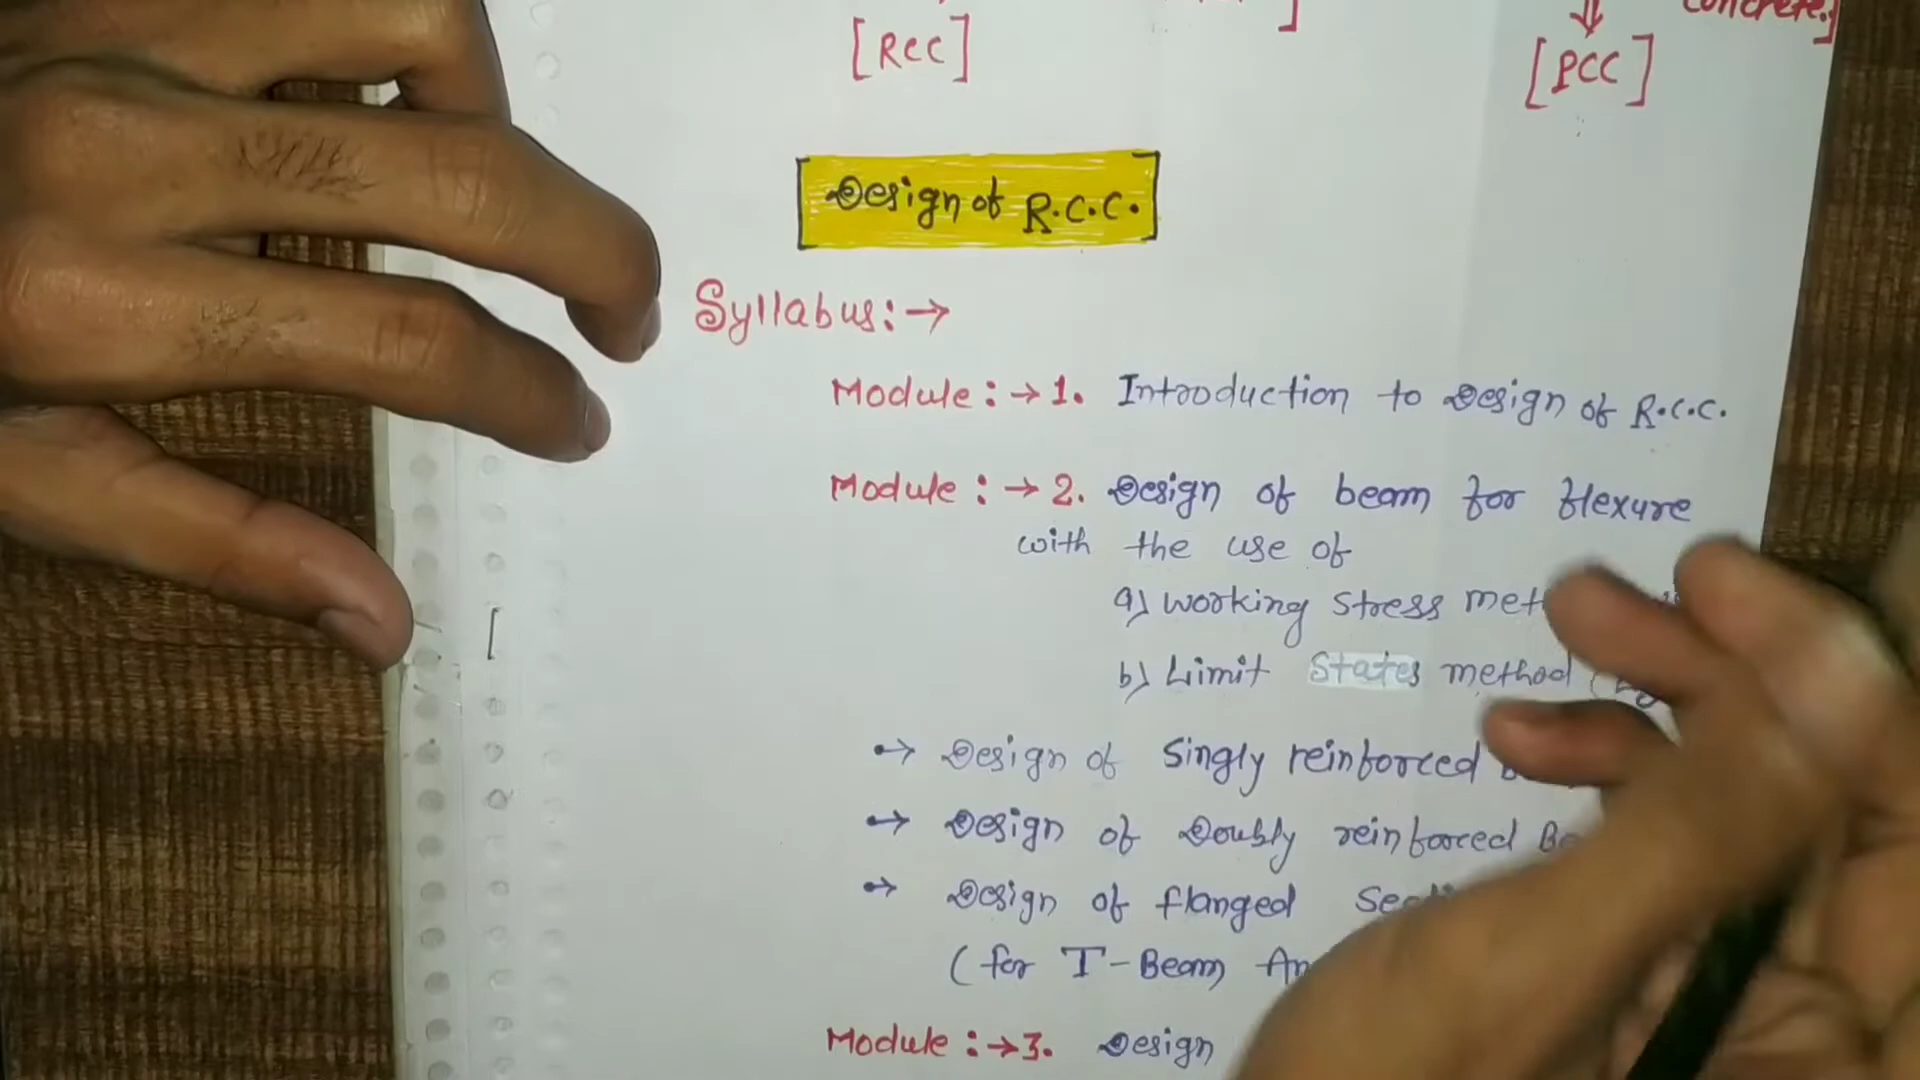 concrete.]
[RCC]
[PCC]
Design of R.C.C.
Syllabus:→
Module:→1. Introduction to Design of R.C.C.
Module:→2. Design of beam for flexure
with the use of
a) Working Stress
b) Limit States method
→ Design of Singly reinforced
→ Design of Doubly reinforced
→ Design of flanged
(for T-Beam
Module:→3. Design